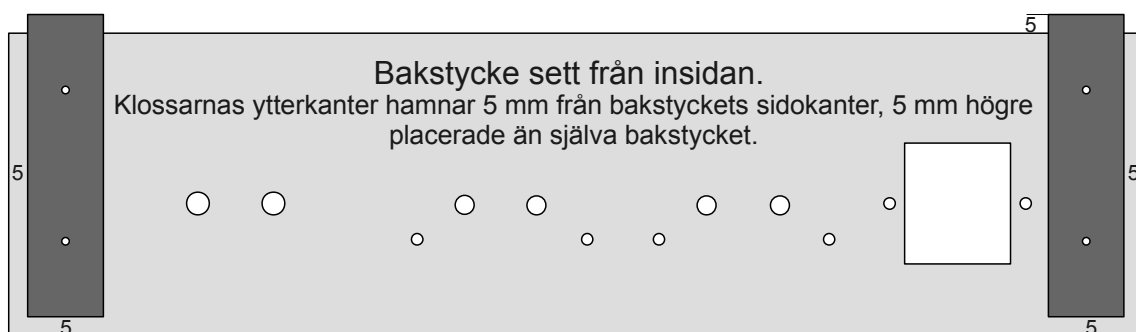 5
Bakstycke sett från insidan.
Klossarnas ytterkanter hamnar 5 mm från bakstyckets sidokanter, 5 mm högre
placerade än själva bakstycket.
5
5
5
5